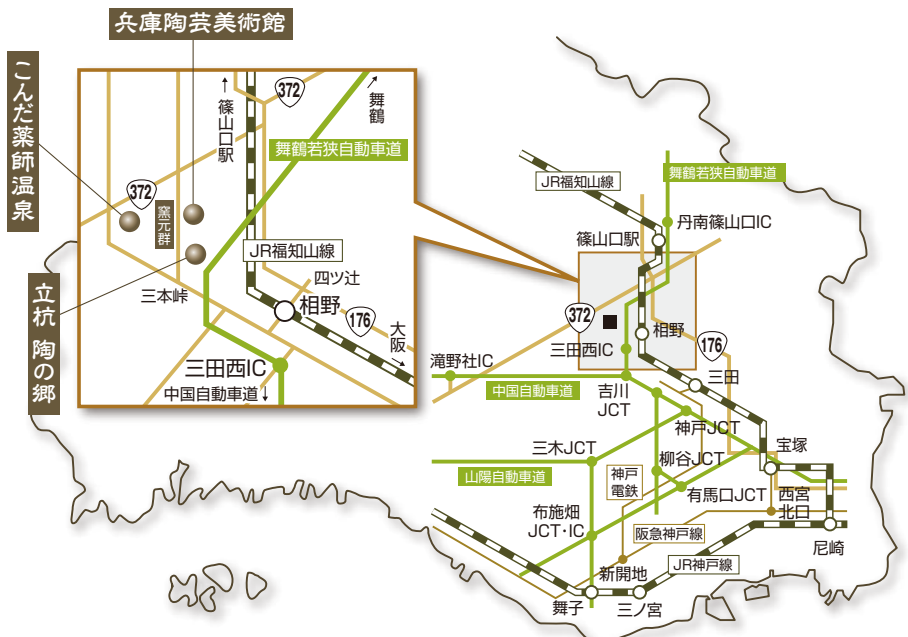 兵庫陶芸美術館
こんだ薬師温泉
立杭 陶の郷
372
↑篠山口駅
舞鶴
舞鶴若狭自動車道
372
窯元群
JR福知山線
四ツ辻
三本峠
相野
176
大阪
三田西IC
中国自動車道↓
JR福知山線
舞鶴若狭自動車道
丹南篠山口IC
篠山口駅
372
相野
176
三田西IC
滝野社IC
三田
中国自動車道
吉川
JCT
神戸JCT
三木JCT
宝塚
柳谷JCT
山陽自動車道
神戸
電鉄
有馬口JCT
西宮
北口
布施畑
JCT・IC
阪急神戸線
尼崎
JR神戸線
新開地
舞子
三ノ宮